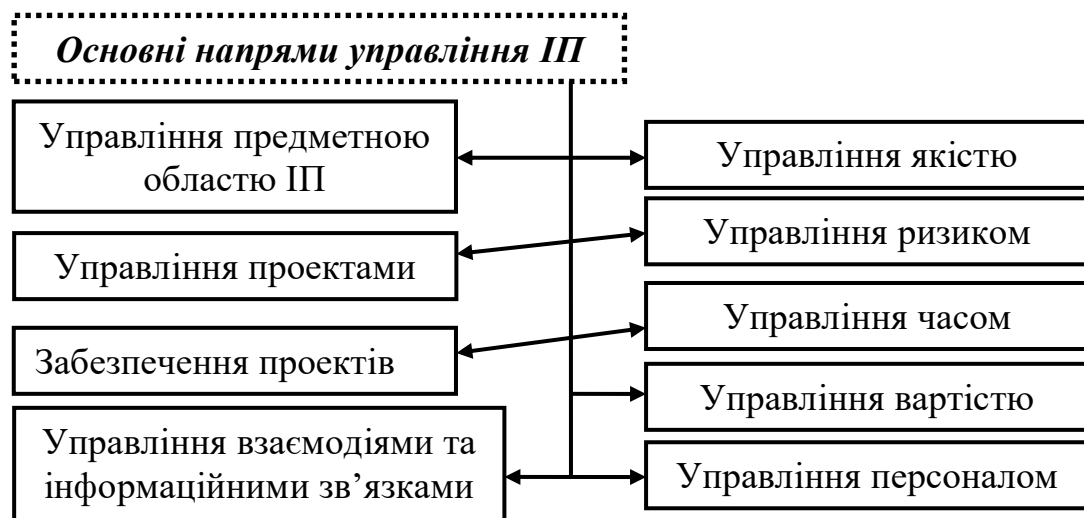 Основні напрями управління ІП
Управління предметною
областю ІП
Управління проектами
Забезпечення проектів
Управління взаємодіями та
інформаційними зв’язками
Управління якістю
Управління ризиком
Управління часом
Управління вартістю
Управління персоналом